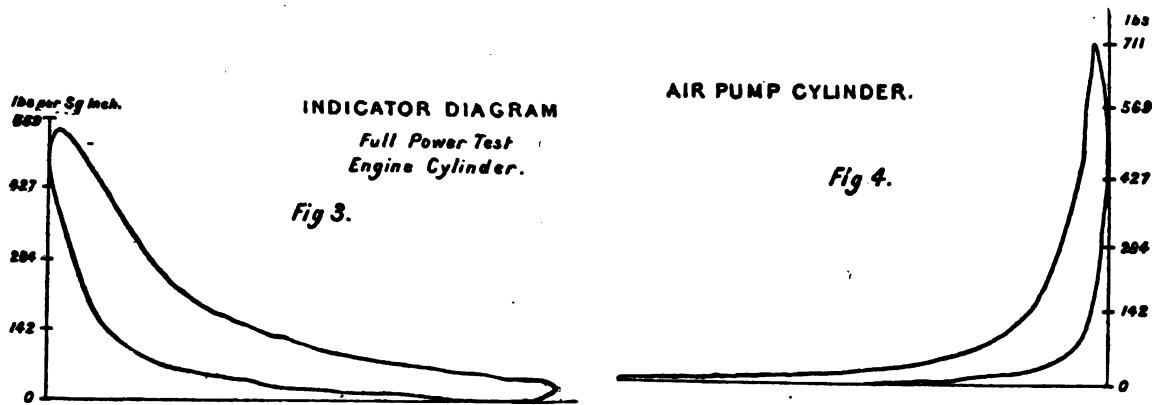 lbs per Sq Inch.
569
427
284
142
0
INDICATOR DIAGRAM
Full Power Test
Engine Cylinder.
Fig 3.
AIR PUMP CYLINDER.
Fig 4.
lbs
711
569
427
284
142
0